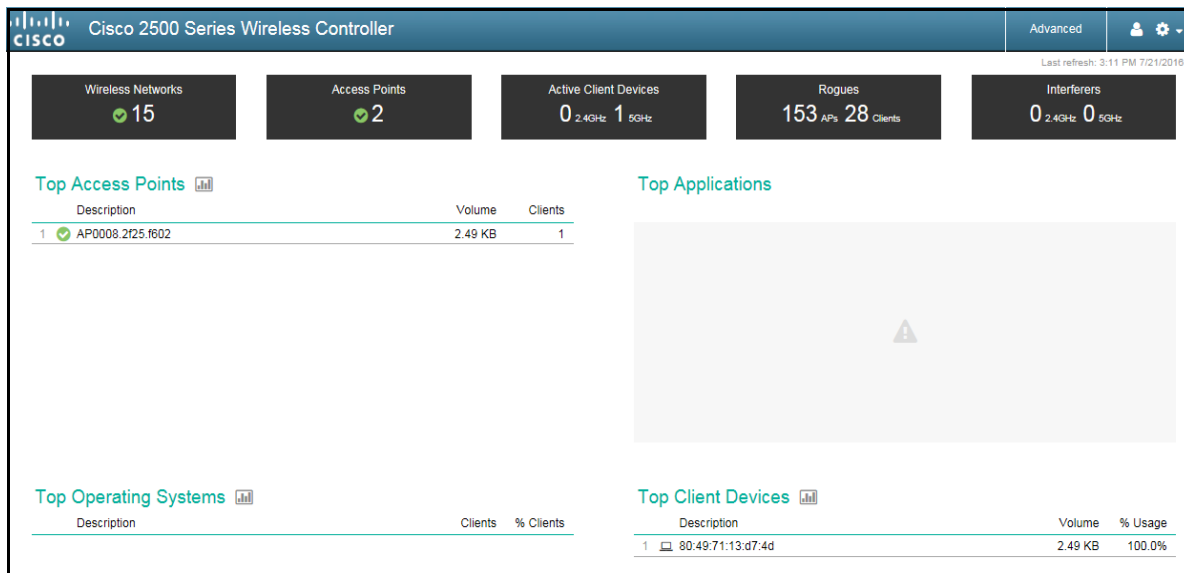 CISCO Cisco 2500 Series Wireless Controller Advanced
Last refresh: 3:11 PM 7/21/2016
Wireless Networks
15
Access Points
2
Active Client Devices
0 2.4GHz 1 5GHz
Rogues
153 APs 28 Clients
Interferers
0 2.4GHz 0 5GHz
Top Access Points
Description Volume Clients
1 AP0008.2f25.f602 2.49 KB 1
Top Applications
Top Operating Systems
Description Clients % Clients
Top Client Devices
Description Volume % Usage
1 80:49:71:13:d7:4d 2.49 KB 100.0%